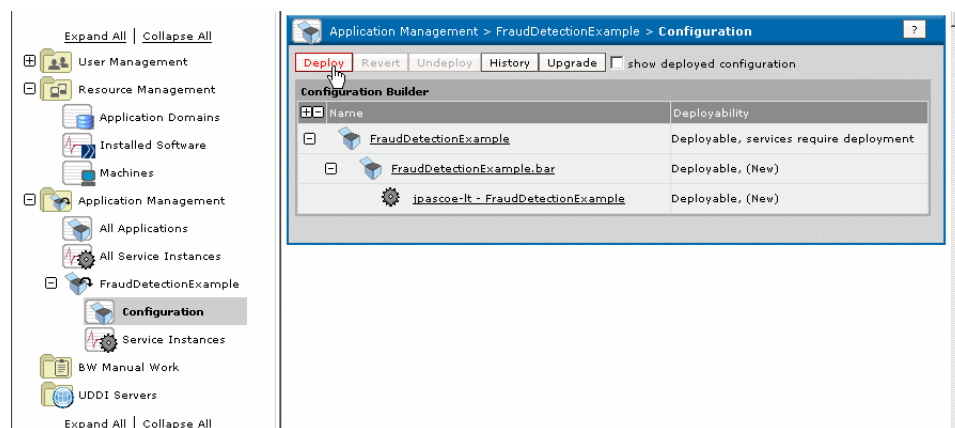 Expand All | Collapse All
User Management
Resource Management
Application Domains
Installed Software
Machines
Application Management
All Applications
All Service Instances
FraudDetectionExample
Configuration
Service Instances
BW Manual Work
UDDI Servers
Expand All | Collapse All
Application Management > FraudDetectionExample > Configuration ?
Deploy Revert Undeploy History Upgrade show deployed configuration
Configuration Builder
Name Deployability
FraudDetectionExample Deployable, services require deployment
FraudDetectionExample.bar Deployable, (New)
jpascoe-lt - FraudDetectionExample Deployable, (New)